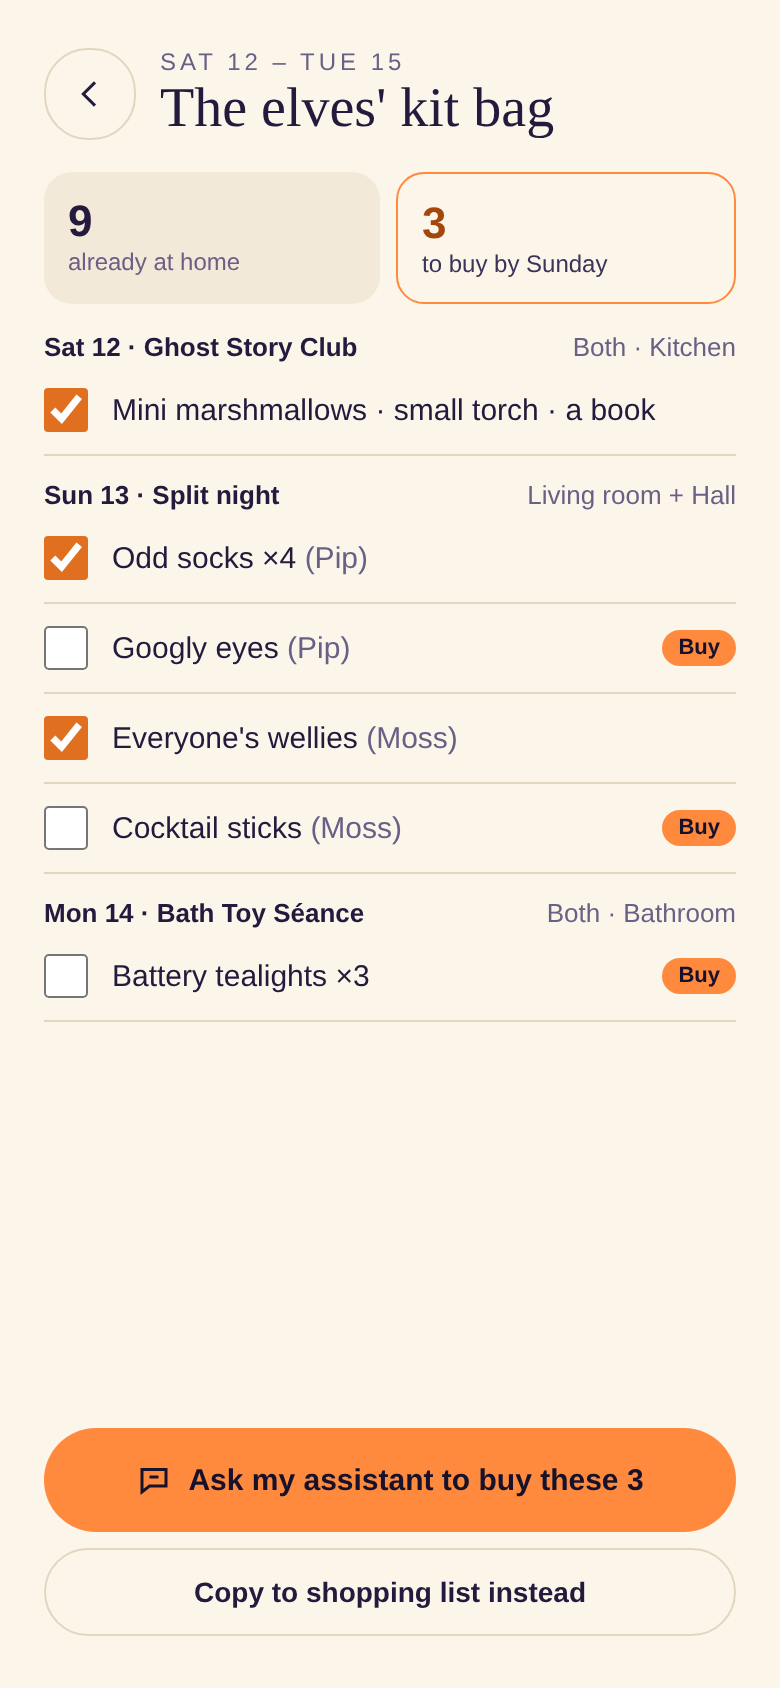 SAT 12 – TUE 15
The elves' kit bag
9
already at home
3
to buy by Sunday
Sat 12 · Ghost Story Club
Both · Kitchen
Mini marshmallows · small torch · a book
Sun 13 · Split night
Living room + Hall
Odd socks ×4 (Pip)
Googly eyes (Pip)
Buy
Everyone's wellies (Moss)
Cocktail sticks (Moss)
Buy
Mon 14 · Bath Toy Séance
Both · Bathroom
Battery tealights ×3
Buy
Ask my assistant to buy these 3
Copy to shopping list instead